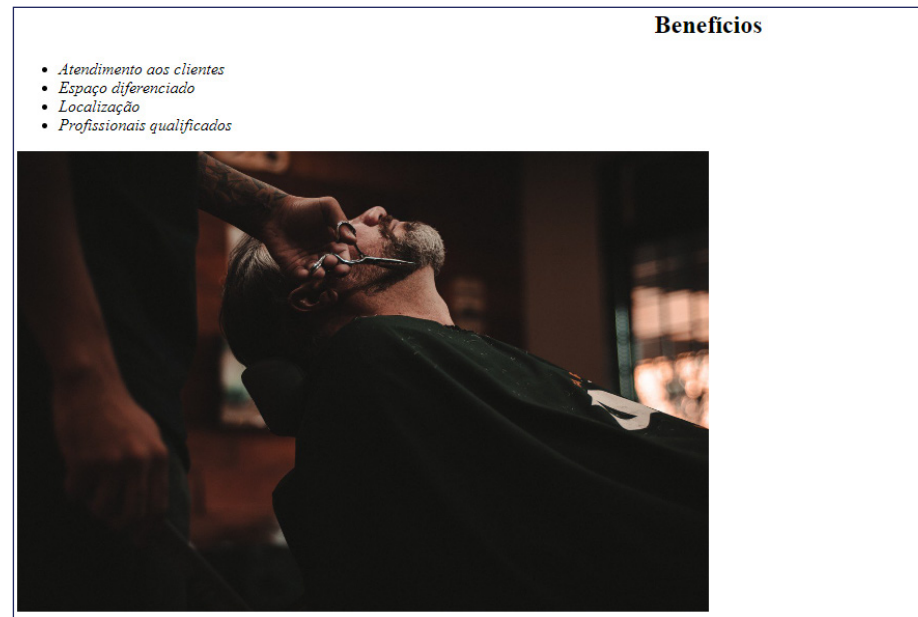 Benefícios
Atendimento aos clientes
Espaço diferenciado
Localização
Profissionais qualificados